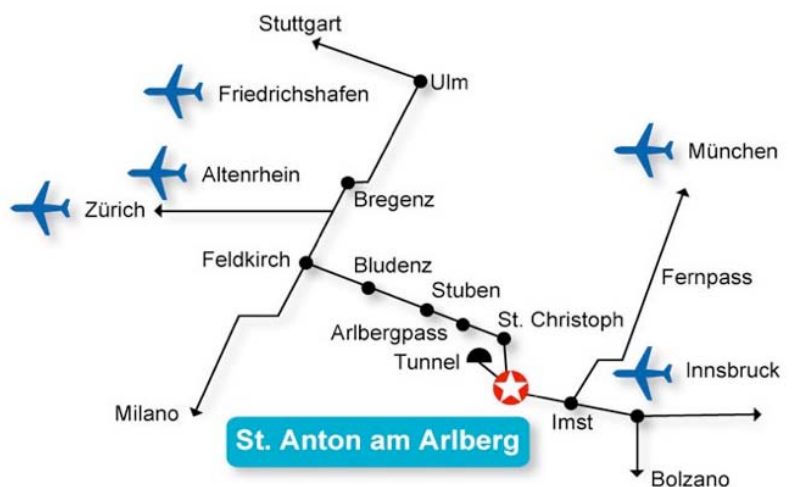 Stuttgart
Ulm
Friedrichshafen
München
Altenrhein
Bregenz
Zürich
Feldkirch
Bludenz
Fernpass
Stuben
St. Christoph
Arlbergpass
Tunnel
Innsbruck
Milano
Imst
St. Anton am Arlberg
Bolzano